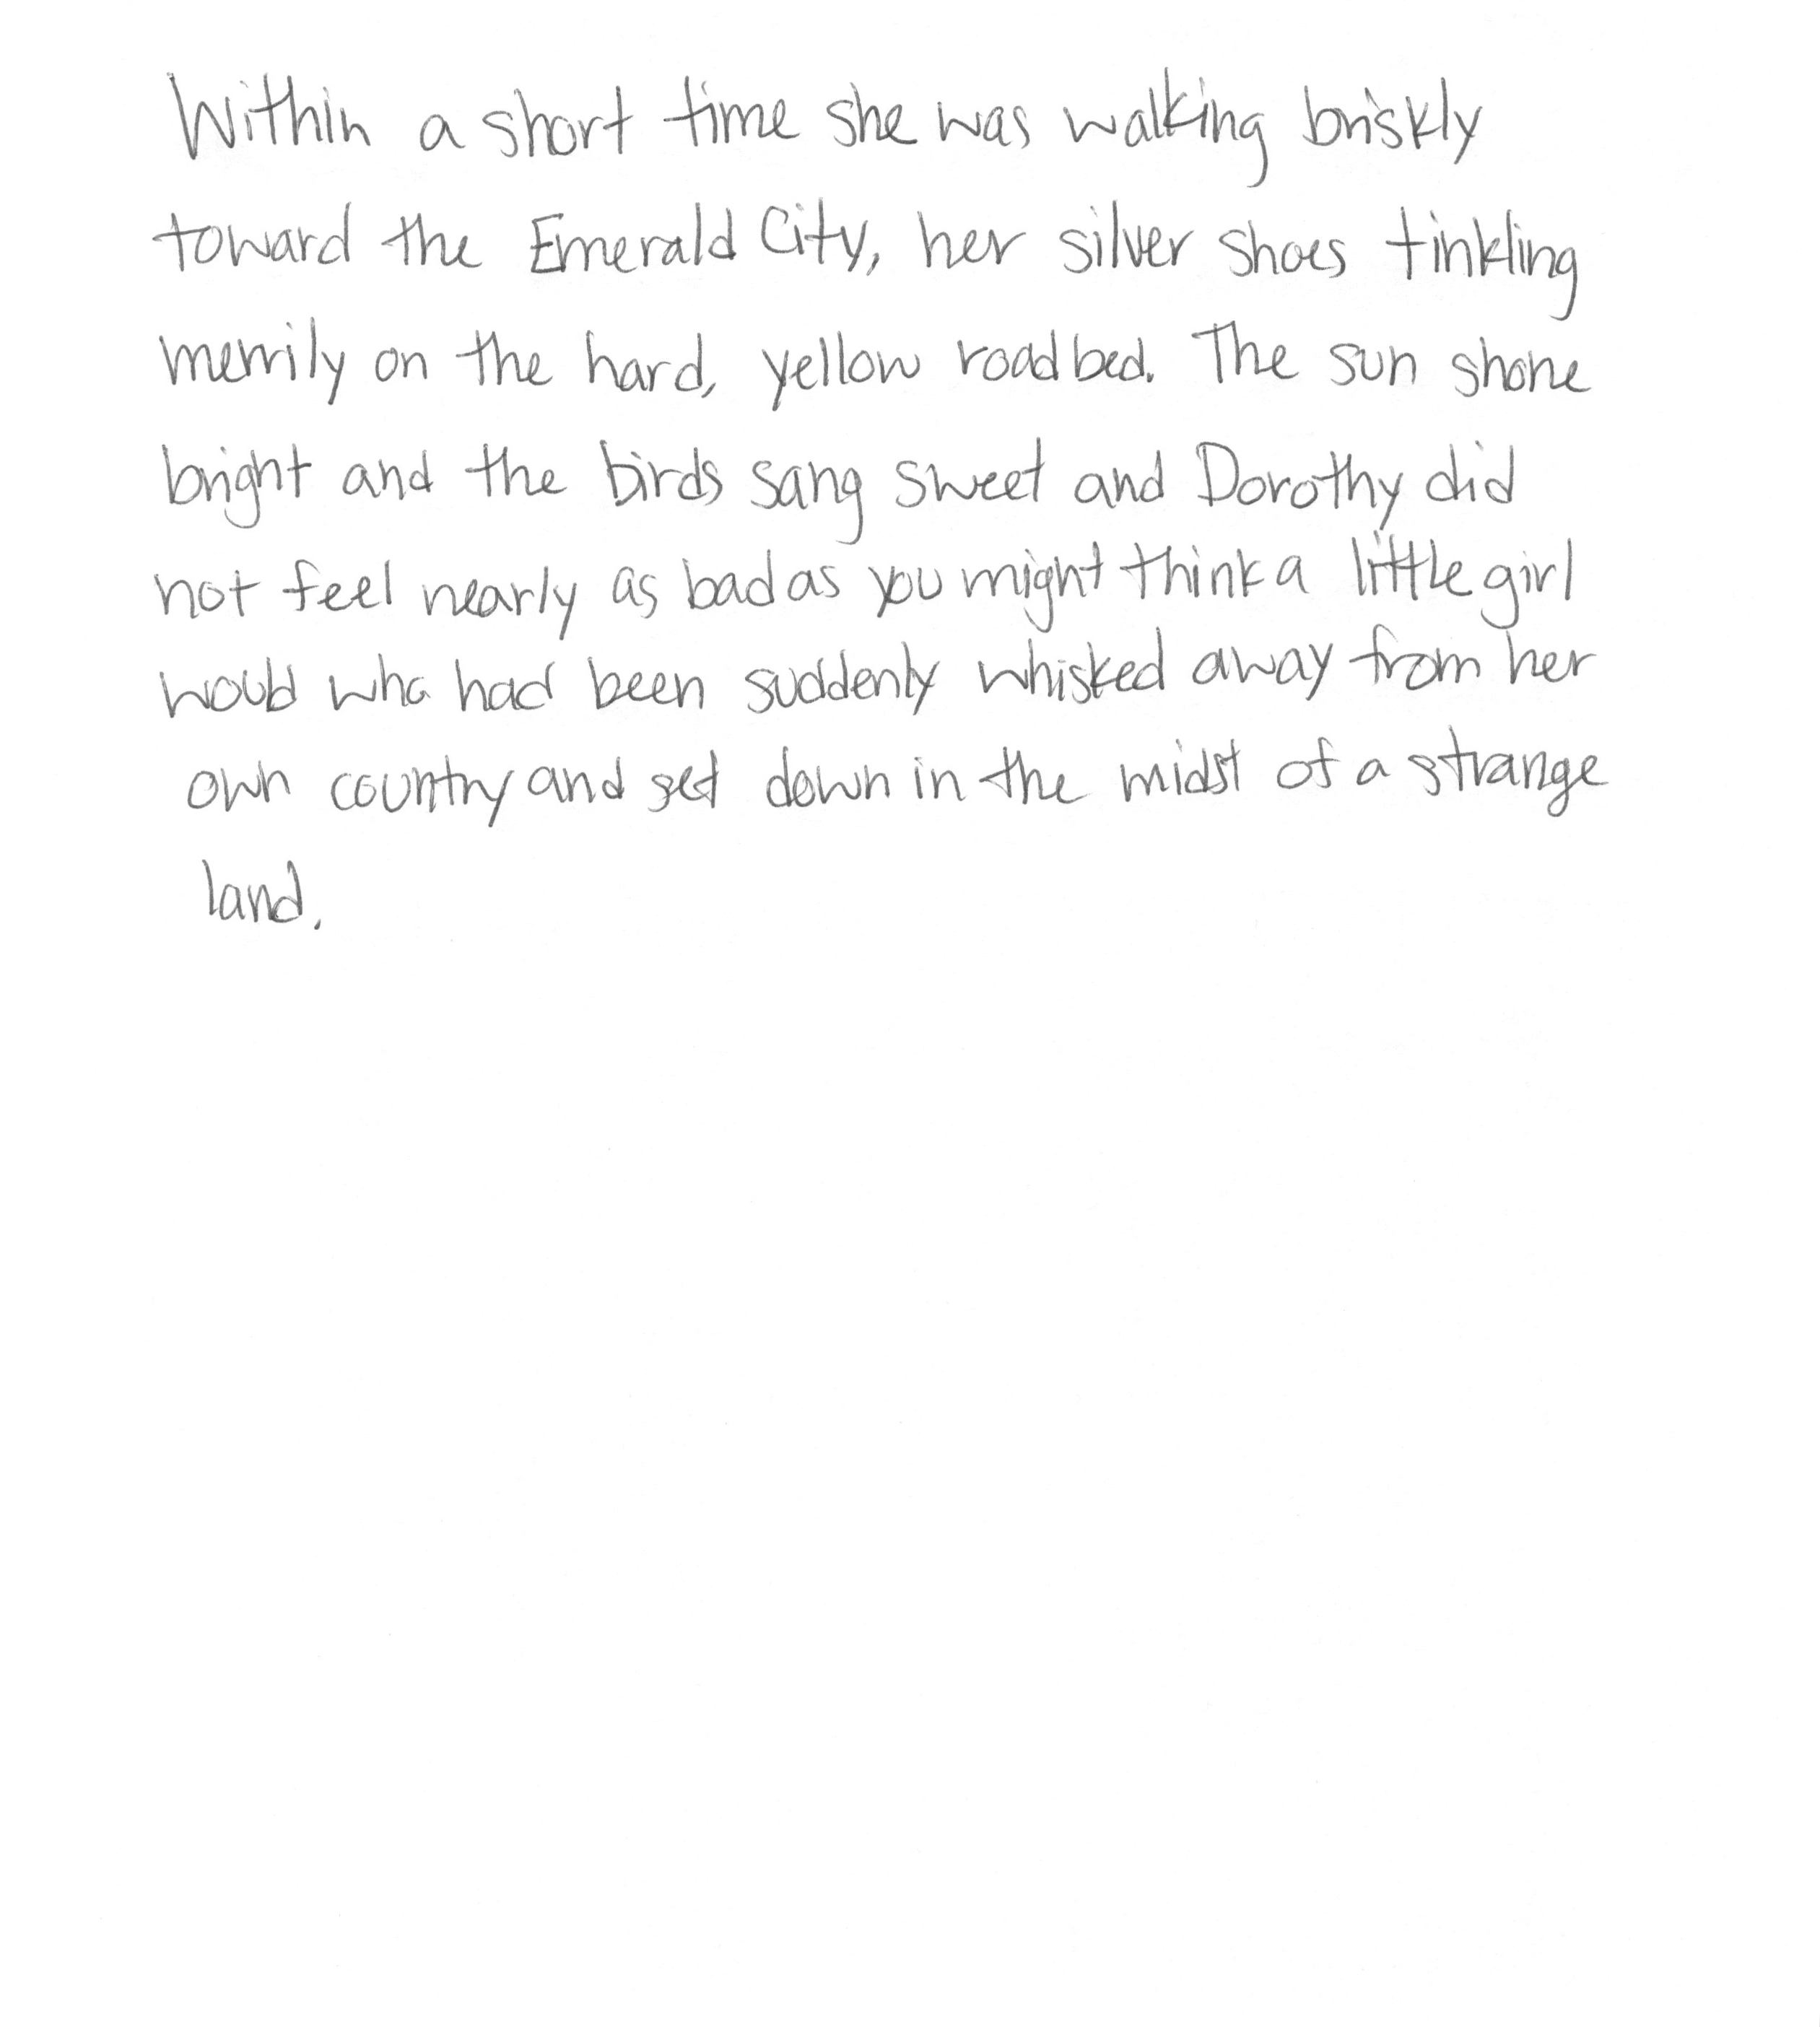 Within a short time she was walking briskly
toward the Emerald City, her silver shoes tinkling
merrily on the hard, yellow roadbed. The sun shone
bright and the birds sang sweet and Dorothy did
not feel nearly as bad as you might think a little girl
would who had been suddenly whisked away from her
own country and set down in the midst of a strange
land.